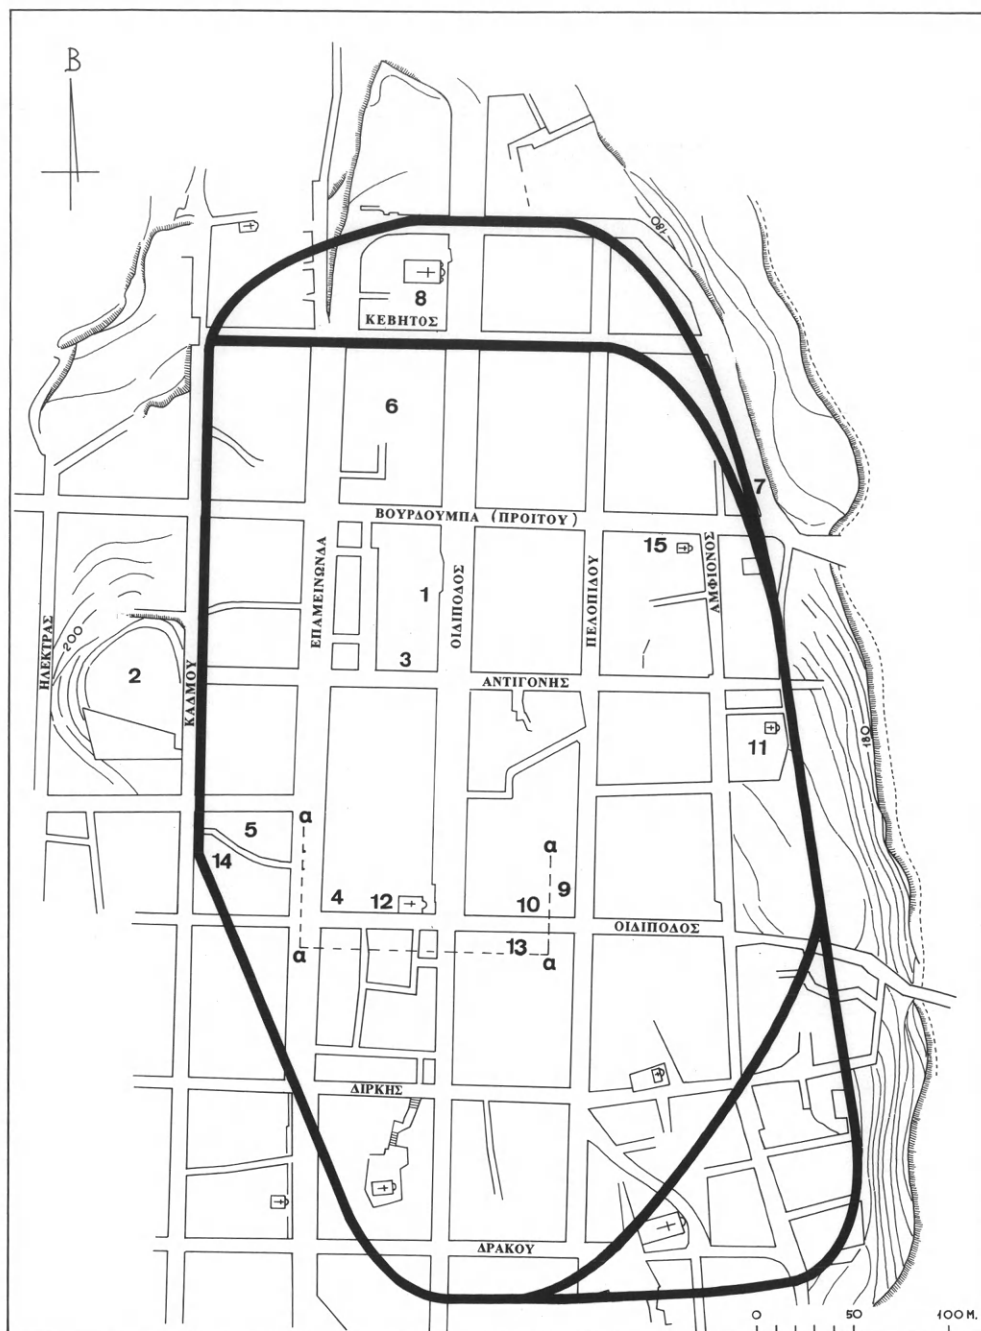 B
180
8
ΚΕΒΗΤΟΣ
6
7
ΒΟΥΡΔΟΥΜΠΑ (ΠΡΟΙΤΟΥ)
15
ΕΠΑΜΕΙΝΩΝΔΑ
ΟΙΔΙΠΟΔΟΣ
ΠΕΛΟΠΙΔΟΥ
ΑΜΦΙΟΝΟΣ
1
ΗΛΕΚΤΡΑΣ
200
2
ΚΑΔΜΟΥ
3
ΑΝΤΙΓΟΝΗΣ
11
180
5
α
α
14
4
12
10
9
ΟΙΔΙΠΟΔΟΣ
α
13
α
ΔΙΡΚΗΣ
ΔΡΑΚΟΥ
0 50 100 Μ.